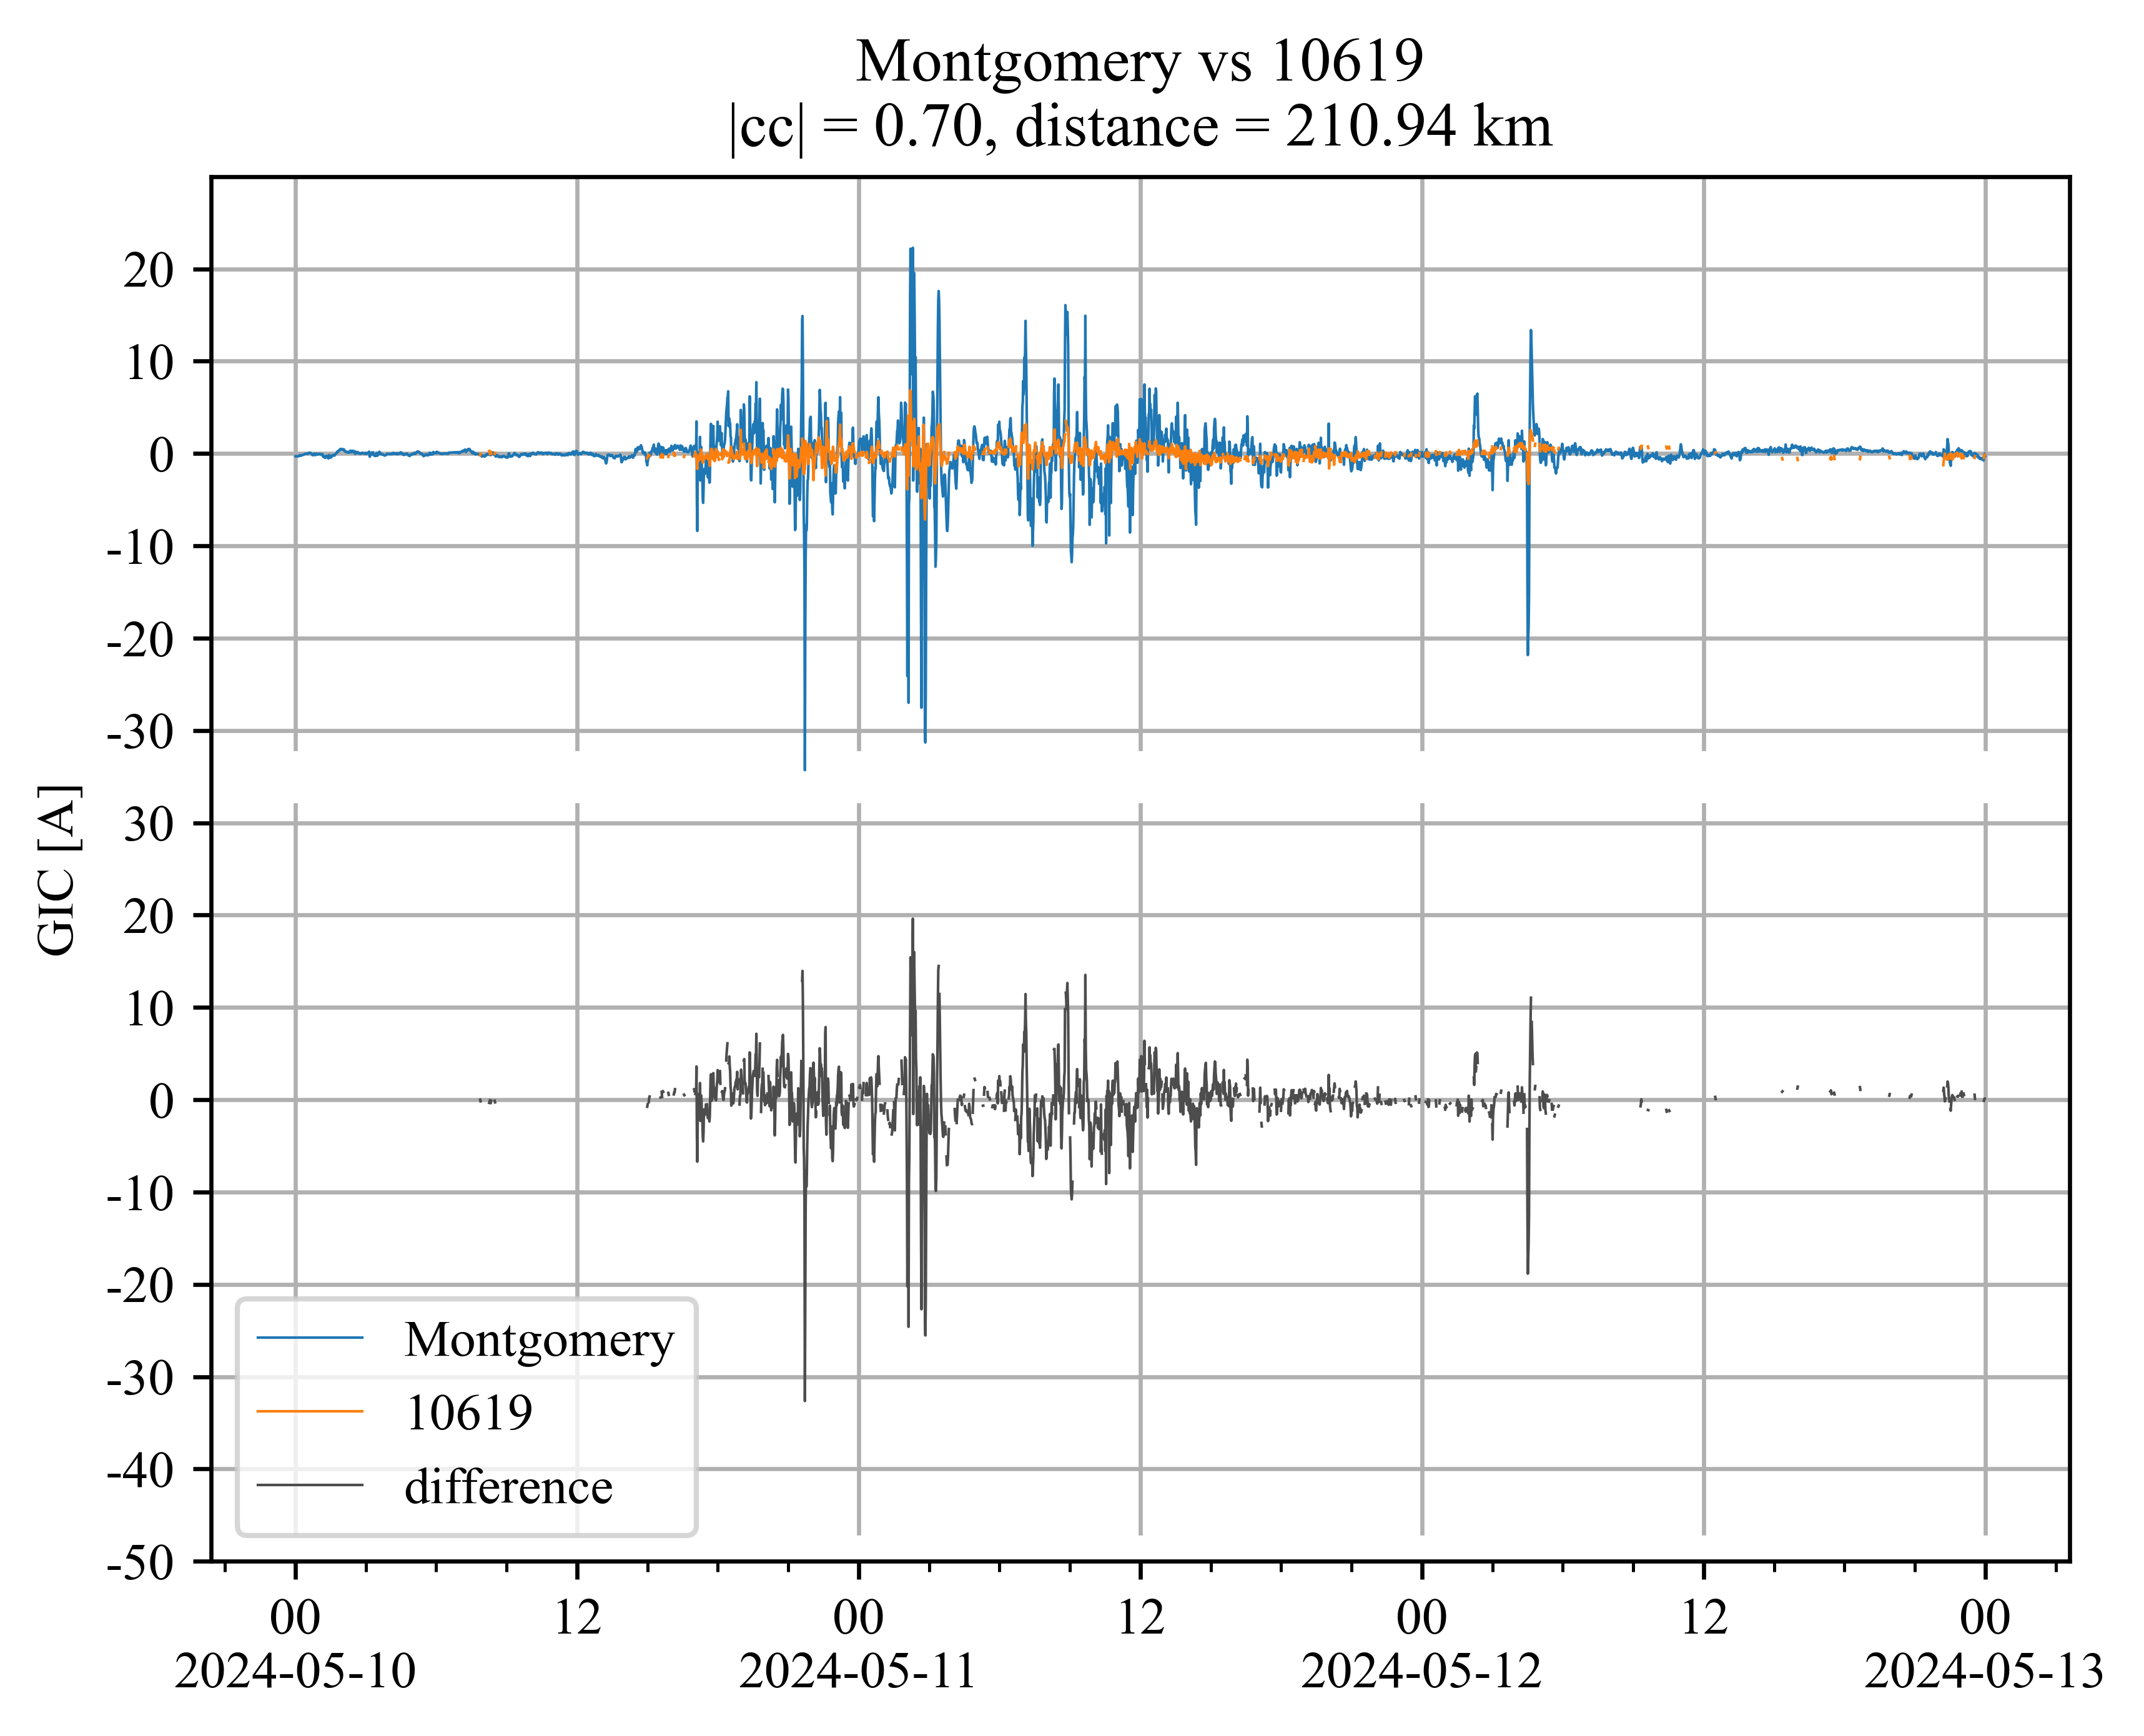 Montgomery vs 10619
|cc| = 0.70, distance = 210.94 km
GIC [A]
20
10
0
-10
-20
-30
30
20
10
0
-10
-20
-30
-40
-50
Montgomery
10619
difference
00 12 00 12 00 12 00
2024-05-10 2024-05-11 2024-05-12 2024-05-13